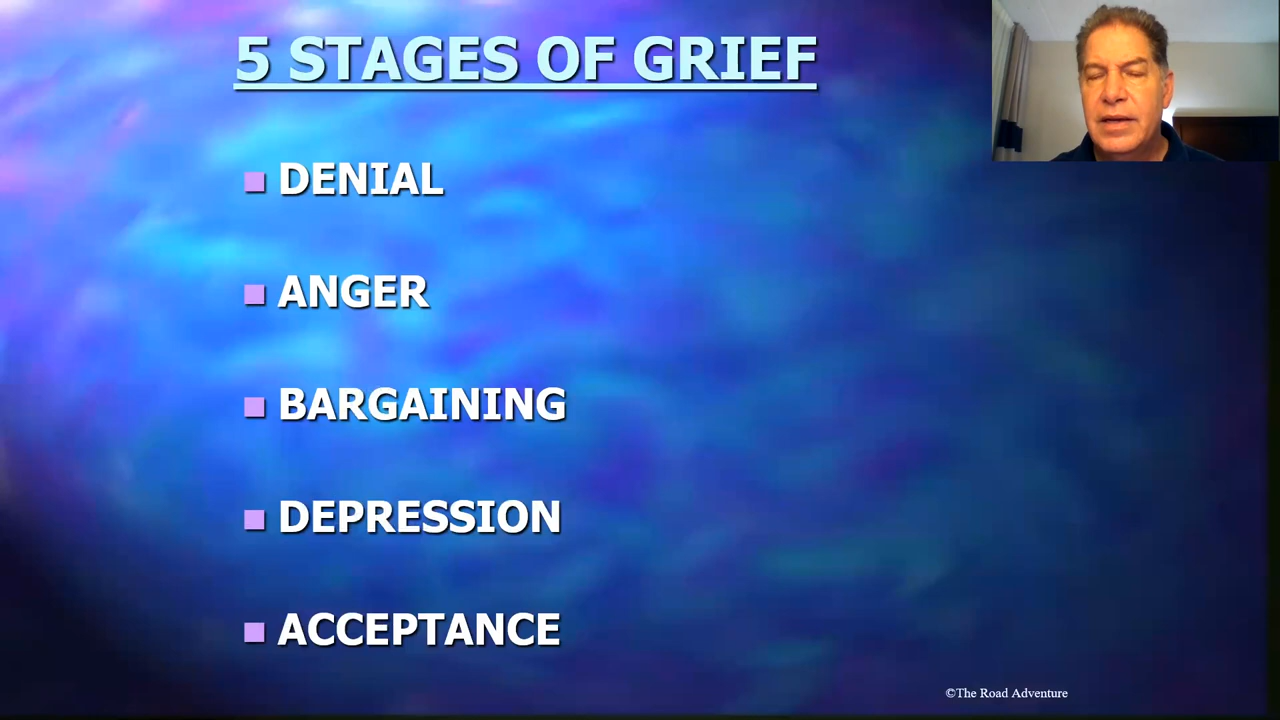 5 STAGES OF GRIEF
DENIAL
ANGER
BARGAINING
DEPRESSION
ACCEPTANCE
©The Road Adventure